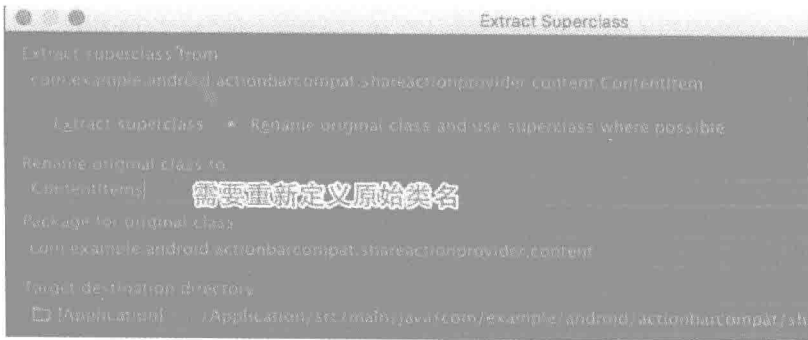 Extract Superclass
Extract superclass from
com.example.android.actionbarcompat.shareactionprovider.content.ContentItem
Extract superclass Rename original class and use superclass where possible
Rename original class to
ContentItems
需要重新定义原始类名
Package for original class
com.example.android.actionbarcompat.shareactionprovider.content
Target destination directory
[Application] .../Application/src/main/java/com/example/android/actionbarcompat/sh